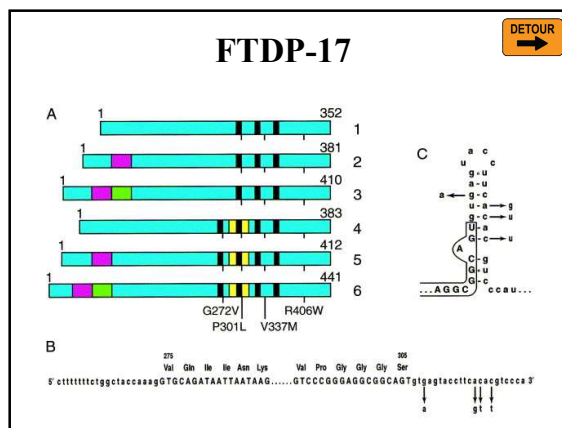 FTDP-17
DETOUR
A
1 352
1
1 381
2
1 410
3
1 383
4
1 412
5
1 441
6
G272V R406W
P301L V337M
C
a c
u c
g - u
a - u
a g - c
u - a g
c - g u
U - a
G - c u
A
C g
G u
G - c
...AGGC c c a u...
B
275 305
Val Gln Ile Ile Asn Lys Val Pro Gly Gly Gly Ser
5' cttttttttctggctaccaaagGTGCAGATAATTAATAAG......GTCCCGGGAGGCGGCAGTgtgagtaccttcacacgtccca 3'
a g t t